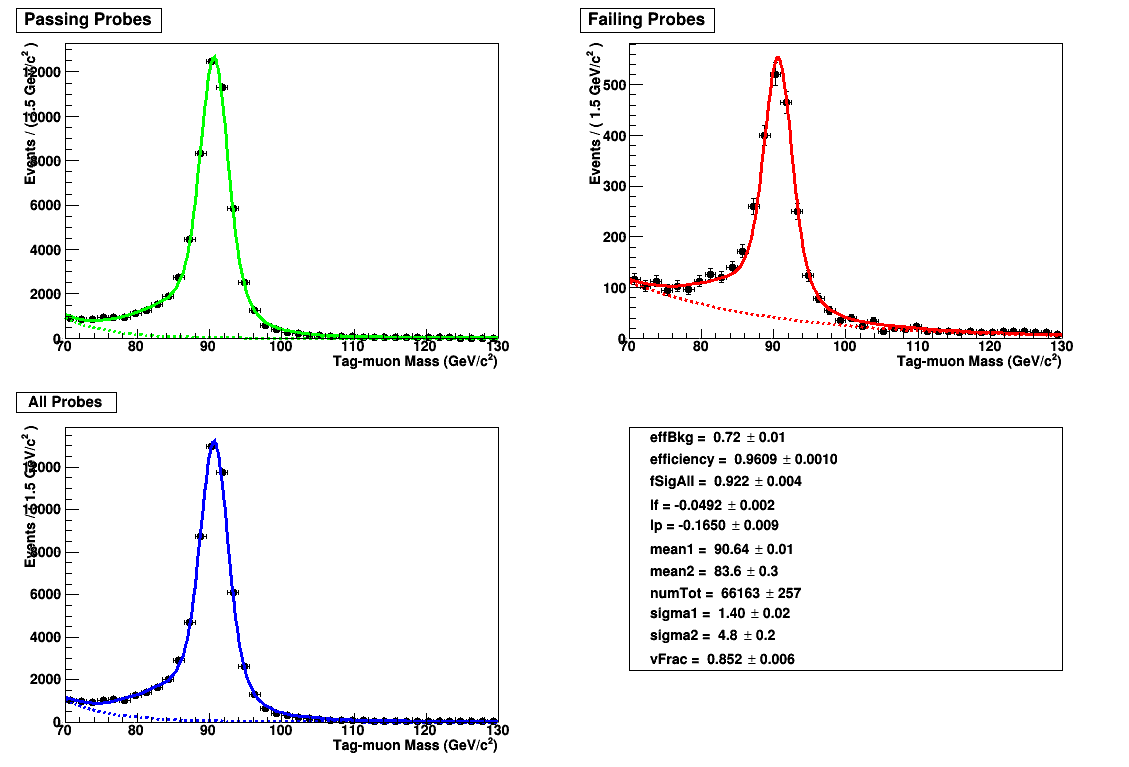 Passing Probes
Events / ( 1.5 GeV/c² )
12000
10000
8000
6000
4000
2000
0
70 80 90 100 110 120 130
Tag-muon Mass (GeV/c²)
Failing Probes
Events / ( 1.5 GeV/c² )
500
400
300
200
100
0
70 80 90 100 110 120 130
Tag-muon Mass (GeV/c²)
All Probes
Events / ( 1.5 GeV/c² )
12000
10000
8000
6000
4000
2000
0
70 80 90 100 110 120 130
Tag-muon Mass (GeV/c²)
effBkg = 0.72 ± 0.01
efficiency = 0.9609 ± 0.0010
fSigAll = 0.922 ± 0.004
lf = -0.0492 ± 0.002
lp = -0.1650 ± 0.009
mean1 = 90.64 ± 0.01
mean2 = 83.6 ± 0.3
numTot = 66163 ± 257
sigma1 = 1.40 ± 0.02
sigma2 = 4.8 ± 0.2
vFrac = 0.852 ± 0.006